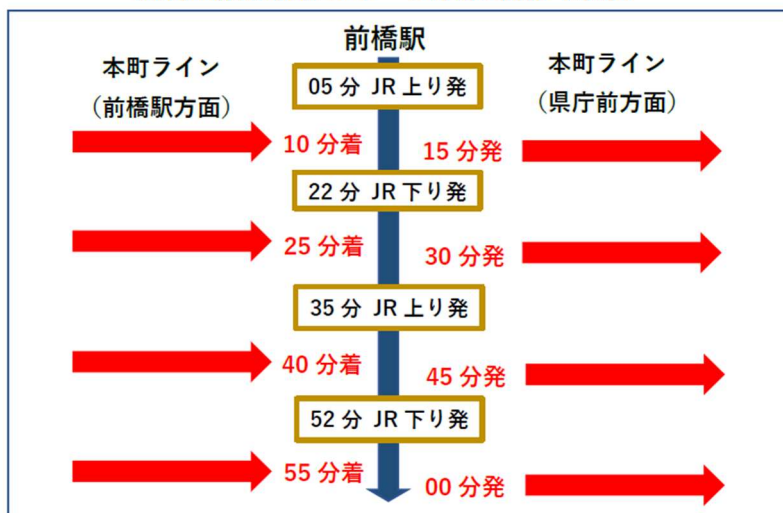 前橋駅
本町ライン
（前橋駅方面）
本町ライン
（県庁前方面）
05分 JR上り発
10分着
15分発
22分 JR下り発
25分着
30分発
35分 JR上り発
40分着
45分発
52分 JR下り発
55分着
00分発